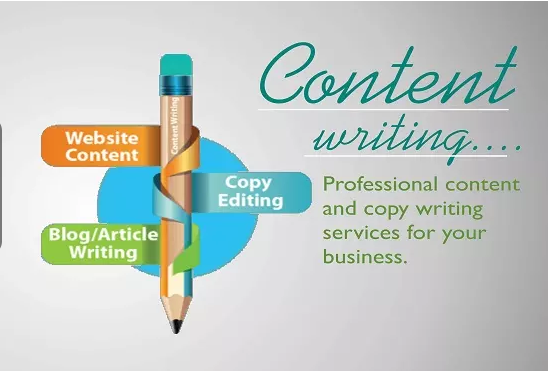 Content
writing....
Content Writing
Website
Content
Copy
Editing
Blog/Article
Writing
Professional content
and copy writing
services for your
business.